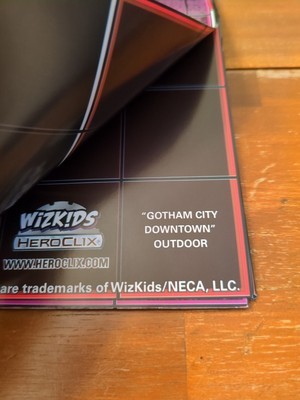 WIZKIDS
HEROCLIX
WWW.HEROCLIX.COM
"GOTHAM CITY
DOWNTOWN"
OUTDOOR
are trademarks of WizKids/NECA, LLC.